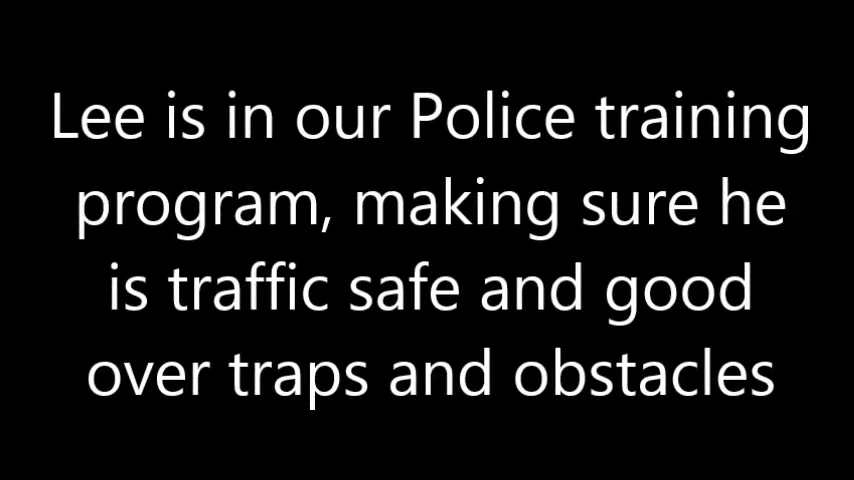 Lee is in our Police training
program, making sure he
is traffic safe and good
over traps and obstacles